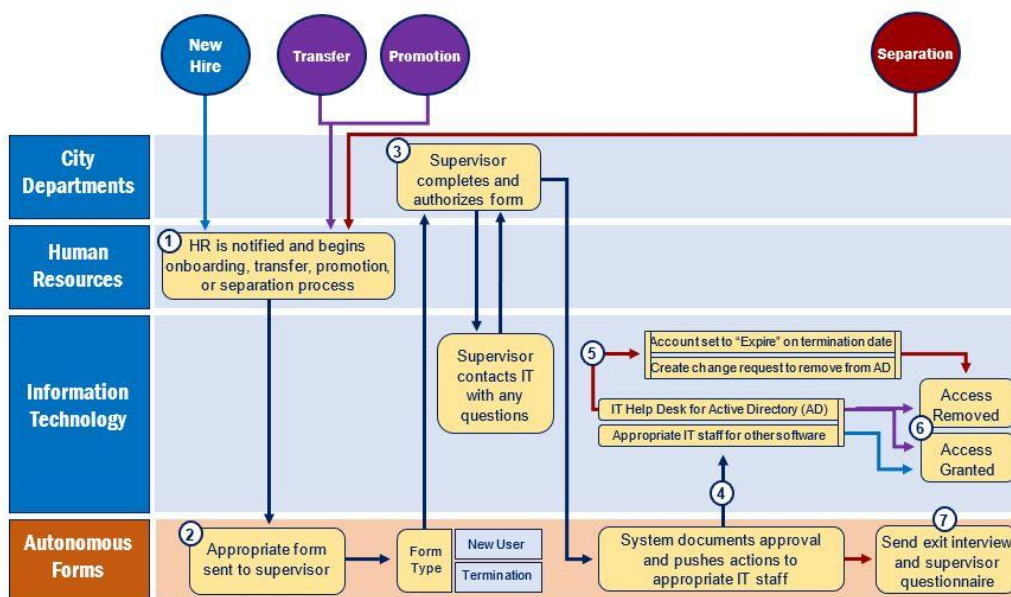 New
Hire
Transfer
Promotion
Separation
City
Departments
3
Supervisor
completes and
authorizes form
Human
Resources
1
HR is notified and begins
onboarding, transfer, promotion,
or separation process
Information
Technology
Supervisor
contacts IT
with any
questions
5
Account set to “Expire” on termination date
Create change request to remove from AD
IT Help Desk for Active Directory (AD)
Appropriate IT staff for other software
Access
Removed
6
Access
Granted
4
Autonomous
Forms
2
Appropriate form
sent to supervisor
Form
Type
New User
Termination
System documents approval
and pushes actions to
appropriate IT staff
7
Send exit interview
and supervisor
questionnaire